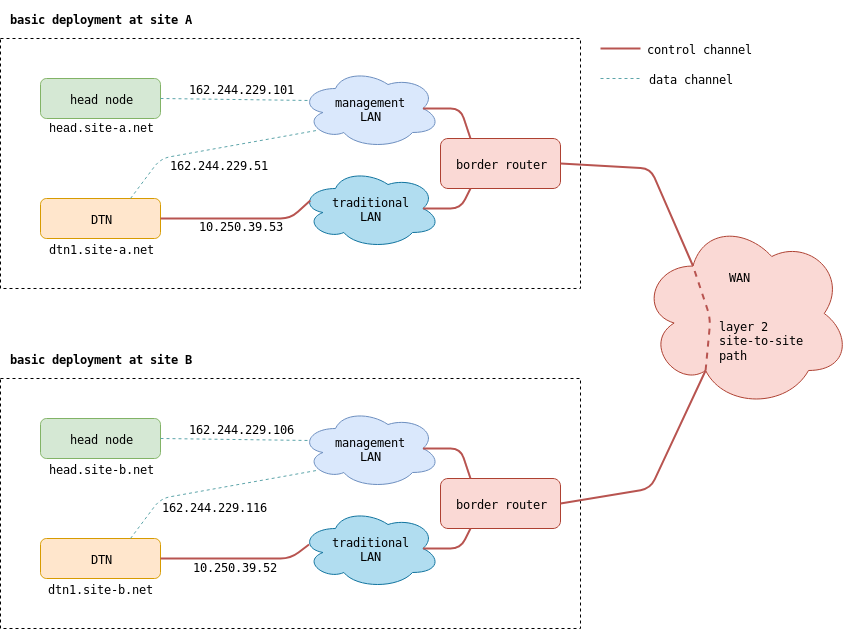 basic deployment at site A
control channel
data channel
162.244.229.101
head node
head.site-a.net
management
LAN
162.244.229.51
border router
DTN
dtn1.site-a.net
10.250.39.53
traditional
LAN
WAN
layer 2
site-to-site
path
basic deployment at site B
162.244.229.106
head node
head.site-b.net
management
LAN
162.244.229.116
border router
DTN
dtn1.site-b.net
10.250.39.52
traditional
LAN